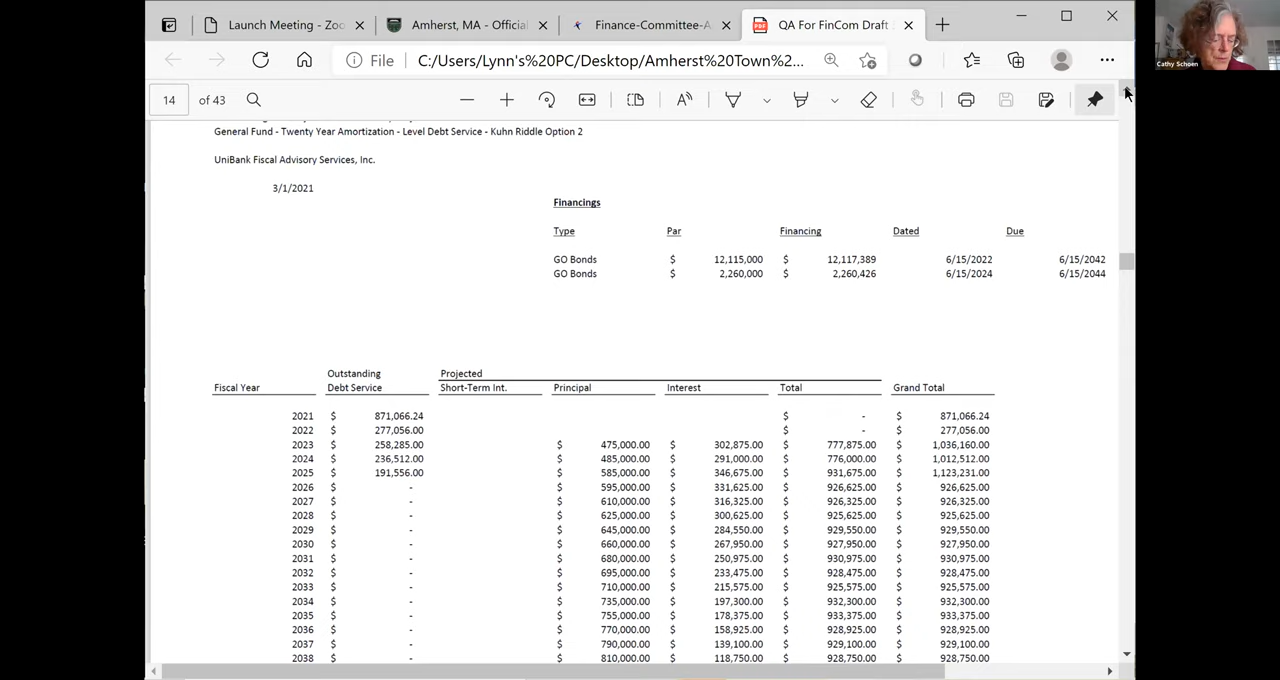 Launch Meeting - Zoo
Amherst, MA - Official
Finance-Committee-A
QA For FinCom Draft
File
C:/Users/Lynn's%20PC/Desktop/Amherst%20Town%2...
Cathy Schoen
14 of 43
General Fund - Twenty Year Amortization - Level Debt Service - Kuhn Riddle Option 2
UniBank Fiscal Advisory Services, Inc.
3/1/2021
Financings
Type Par Financing Dated Due
GO Bonds $ 12,115,000 $ 12,117,389 6/15/2022 6/15/2042
GO Bonds $ 2,260,000 $ 2,260,426 6/15/2024 6/15/2044
Outstanding Projected
Fiscal Year Debt Service Short-Term Int. Principal Interest Total Grand Total
2021 $ 871,066.24 $ - $ 871,066.24
2022 $ 277,056.00 $ - $ 277,056.00
2023 $ 258,285.00 $ 475,000.00 $ 302,875.00 $ 777,875.00 $ 1,036,160.00
2024 $ 236,512.00 $ 485,000.00 $ 291,000.00 $ 776,000.00 $ 1,012,512.00
2025 $ 191,556.00 $ 585,000.00 $ 346,675.00 $ 931,675.00 $ 1,123,231.00
2026 $ - $ 595,000.00 $ 331,625.00 $ 926,625.00 $ 926,625.00
2027 $ - $ 610,000.00 $ 316,325.00 $ 926,325.00 $ 926,325.00
2028 $ - $ 625,000.00 $ 300,625.00 $ 925,625.00 $ 925,625.00
2029 $ - $ 645,000.00 $ 284,550.00 $ 929,550.00 $ 929,550.00
2030 $ - $ 660,000.00 $ 267,950.00 $ 927,950.00 $ 927,950.00
2031 $ - $ 680,000.00 $ 250,975.00 $ 930,975.00 $ 930,975.00
2032 $ - $ 695,000.00 $ 233,475.00 $ 928,475.00 $ 928,475.00
2033 $ - $ 710,000.00 $ 215,575.00 $ 925,575.00 $ 925,575.00
2034 $ - $ 735,000.00 $ 197,300.00 $ 932,300.00 $ 932,300.00
2035 $ - $ 755,000.00 $ 178,375.00 $ 933,375.00 $ 933,375.00
2036 $ - $ 770,000.00 $ 158,925.00 $ 928,925.00 $ 928,925.00
2037 $ - $ 790,000.00 $ 139,100.00 $ 929,100.00 $ 929,100.00
2038 $ - $ 810,000.00 $ 118,750.00 $ 928,750.00 $ 928,750.00